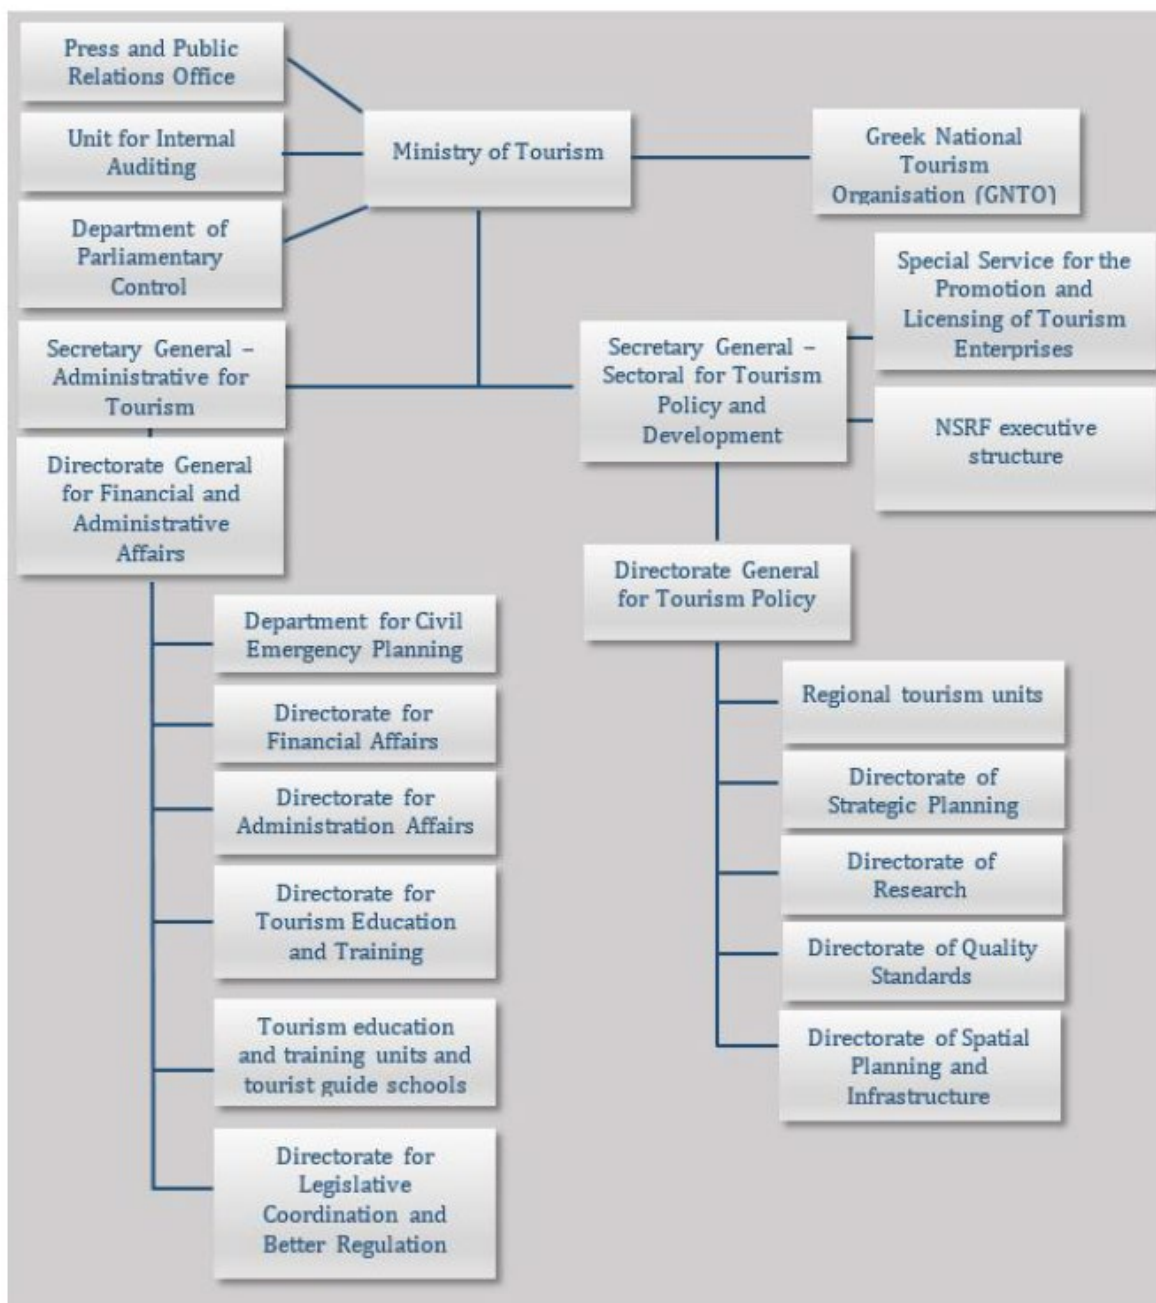 Press and Public
Relations Office
Unit for Internal
Auditing
Department of
Parliamentary
Control
Ministry of Tourism
Greek National
Tourism
Organisation (GNTO)
Secretary General –
Administrative for
Tourism
Secretary General –
Sectoral for Tourism
Policy and
Development
Special Service for the
Promotion and
Licensing of Tourism
Enterprises
NSRF executive
structure
Directorate General
for Financial and
Administrative
Affairs
Department for Civil
Emergency Planning
Directorate for
Financial Affairs
Directorate for
Administration Affairs
Directorate for
Tourism Education
and Training
Tourism education
and training units and
tourist guide schools
Directorate for
Legislative
Coordination and
Better Regulation
Directorate General
for Tourism Policy
Regional tourism units
Directorate of
Strategic Planning
Directorate of
Research
Directorate of Quality
Standards
Directorate of Spatial
Planning and
Infrastructure